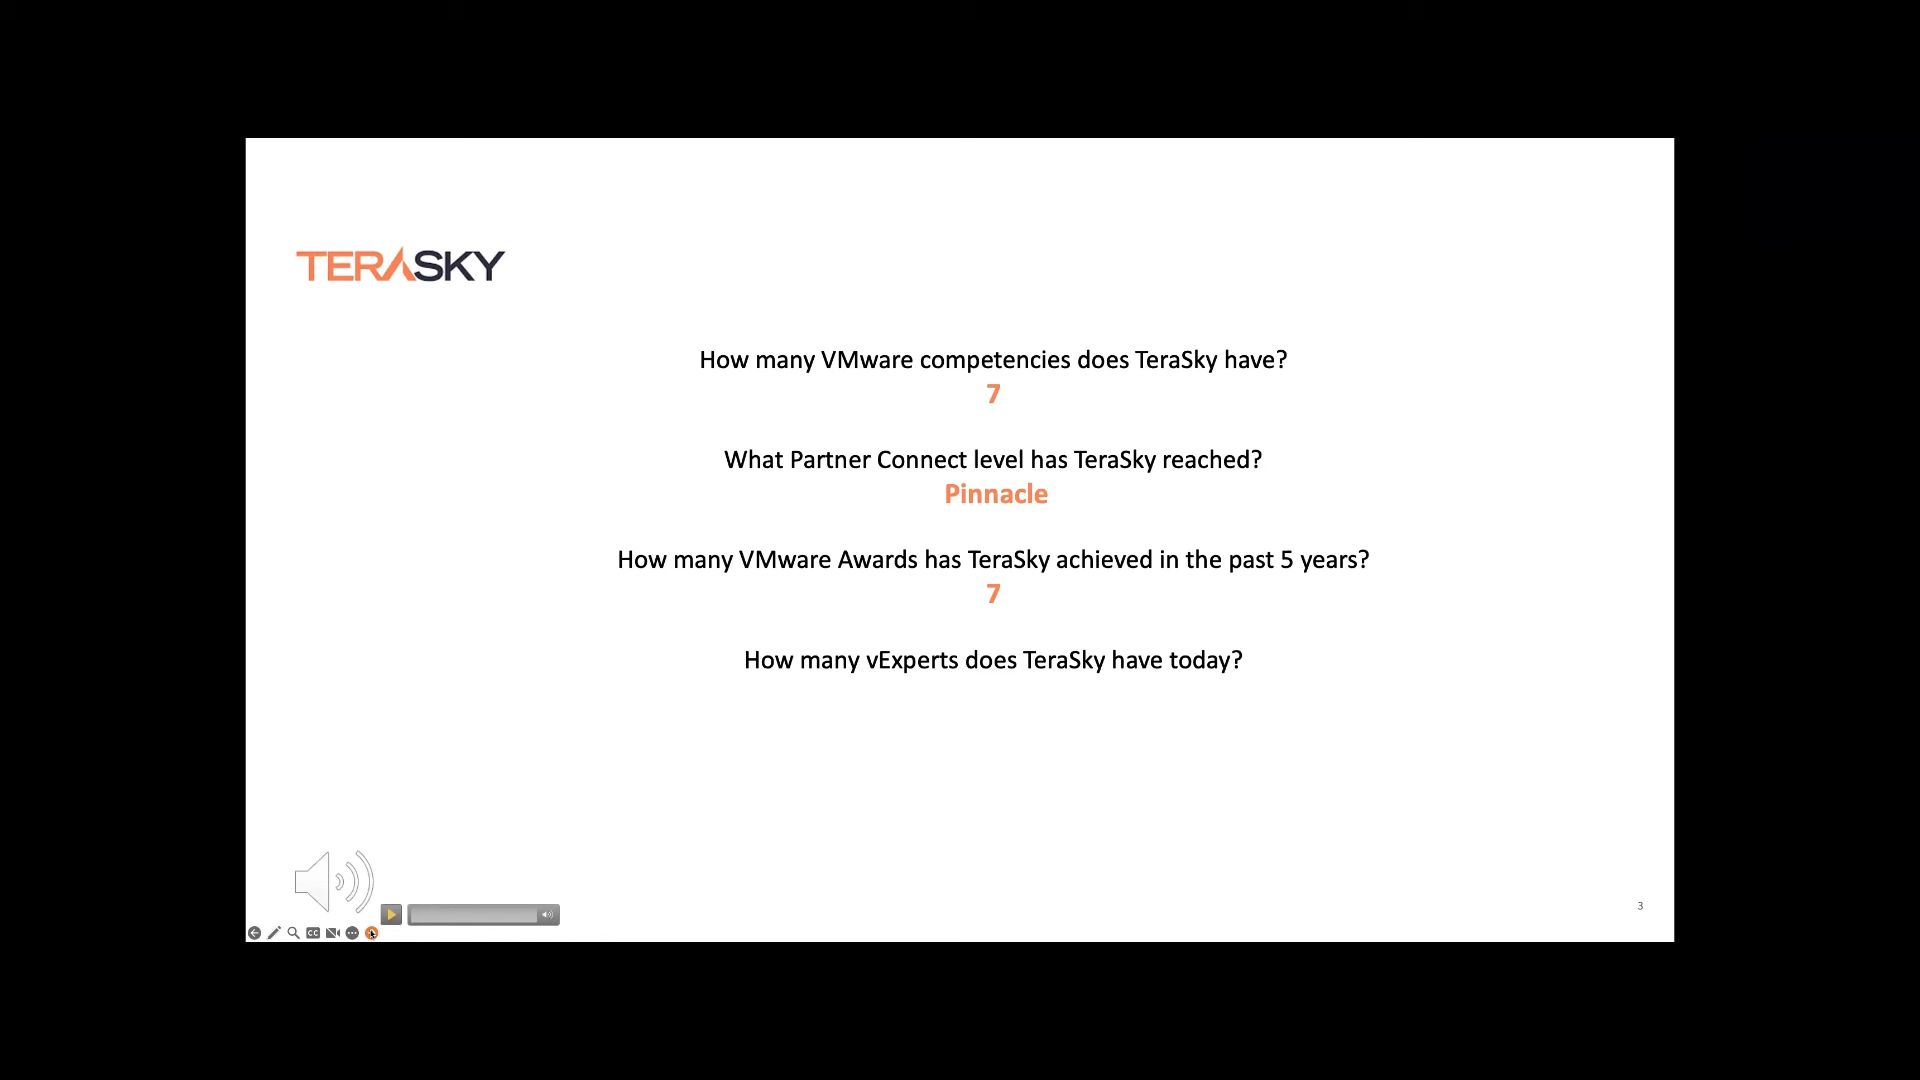 TERASKY
How many VMware competencies does TeraSky have?
7
What Partner Connect level has TeraSky reached?
Pinnacle
How many VMware Awards has TeraSky achieved in the past 5 years?
7
How many vExperts does TeraSky have today?
3
CC